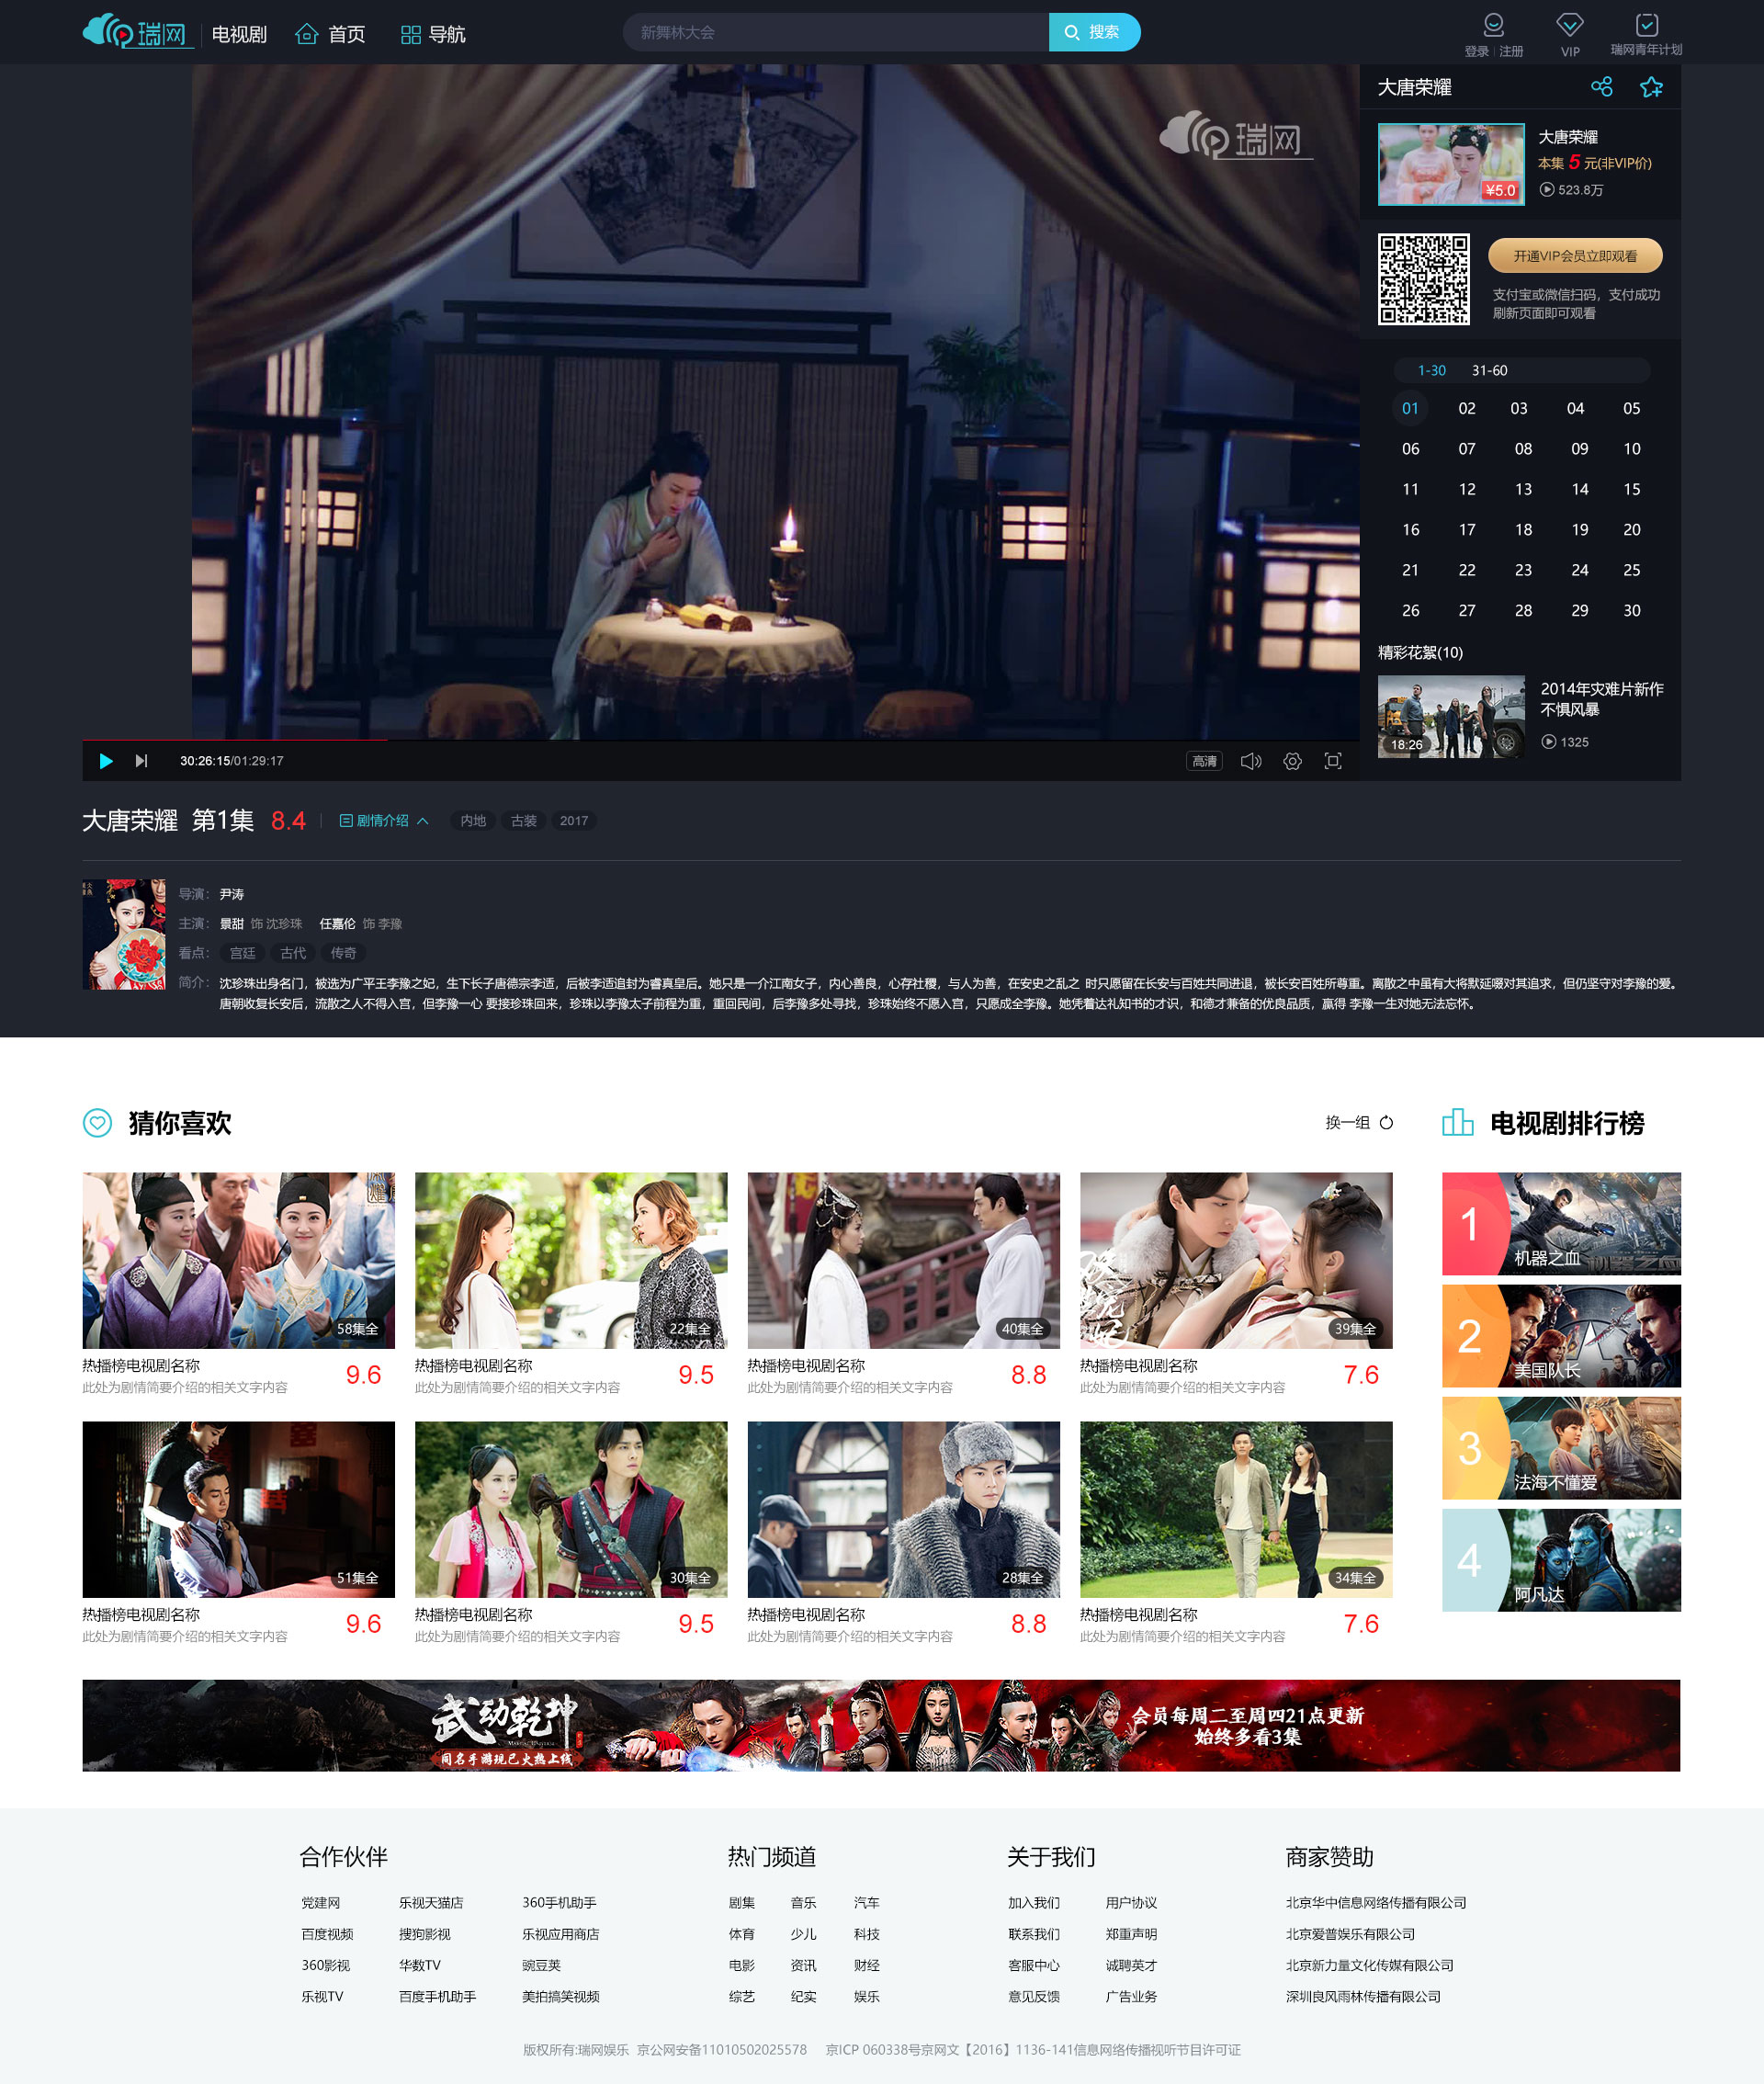 瑞网
电视剧
首页
导航
新舞林大会
搜索
登录 | 注册
VIP
瑞网青年计划
瑞网
大唐荣耀
大唐荣耀
本集 5 元(非VIP价)
¥5.0
523.8万
开通VIP会员立即观看
支付宝或微信扫码，支付成功
刷新页面即可观看
1-30 31-60
01 02 03 04 05
06 07 08 09 10
11 12 13 14 15
16 17 18 19 20
21 22 23 24 25
26 27 28 29 30
精彩花絮(10)
2014年灾难片新作
不惧风暴
18:26
1325
30:26:15/01:29:17
高清
大唐荣耀 第1集 8.4
剧情介绍
内地 古装 2017
导演： 尹涛
主演： 景甜 饰 沈珍珠 任嘉伦 饰 李豫
看点： 宫廷 古代 传奇
简介： 沈珍珠出身名门，被选为广平王李豫之妃，生下长子唐德宗李适，后被李适追封为睿真皇后。她只是一介江南女子，内心善良，心存社稷，与人为善，在安史之乱之 时只愿留在长安与百姓共同进退，被长安百姓所尊重。离散之中虽有大将默延啜对其追求，但仍坚守对李豫的爱。
唐朝收复长安后，流散之人不得入宫，但李豫一心 要接珍珠回来，珍珠以李豫太子前程为重，重回民间，后李豫多处寻找，珍珠始终不愿入宫，只愿成全李豫。她凭着达礼知书的才识，和德才兼备的优良品质，赢得 李豫一生对她无法忘怀。
猜你喜欢
换一组
电视剧排行榜
58集全
22集全
40集全
39集全
热播榜电视剧名称
此处为剧情简要介绍的相关文字内容
9.6
热播榜电视剧名称
此处为剧情简要介绍的相关文字内容
9.5
热播榜电视剧名称
此处为剧情简要介绍的相关文字内容
8.8
热播榜电视剧名称
此处为剧情简要介绍的相关文字内容
7.6
51集全
30集全
28集全
34集全
热播榜电视剧名称
此处为剧情简要介绍的相关文字内容
9.6
热播榜电视剧名称
此处为剧情简要介绍的相关文字内容
9.5
热播榜电视剧名称
此处为剧情简要介绍的相关文字内容
8.8
热播榜电视剧名称
此处为剧情简要介绍的相关文字内容
7.6
1
机器之血
2
美国队长
3
法海不懂爱
4
阿凡达
武动乾坤
同名手游现已火热上线
会员每周二至周四21点更新
始终多看3集
合作伙伴
党建网 乐视天猫店 360手机助手
百度视频 搜狗影视 乐视应用商店
360影视 华数TV 豌豆荚
乐视TV 百度手机助手 美拍搞笑视频
热门频道
剧集 音乐 汽车
体育 少儿 科技
电影 资讯 财经
综艺 纪实 娱乐
关于我们
加入我们 用户协议
联系我们 郑重声明
客服中心 诚聘英才
意见反馈 广告业务
商家赞助
北京华中信息网络传播有限公司
北京爱普娱乐有限公司
北京新力量文化传媒有限公司
深圳良风雨林传播有限公司
版权所有:瑞网娱乐 京公网安备11010502025578 京ICP 060338号京网文【2016】1136-141信息网络传播视听节目许可证